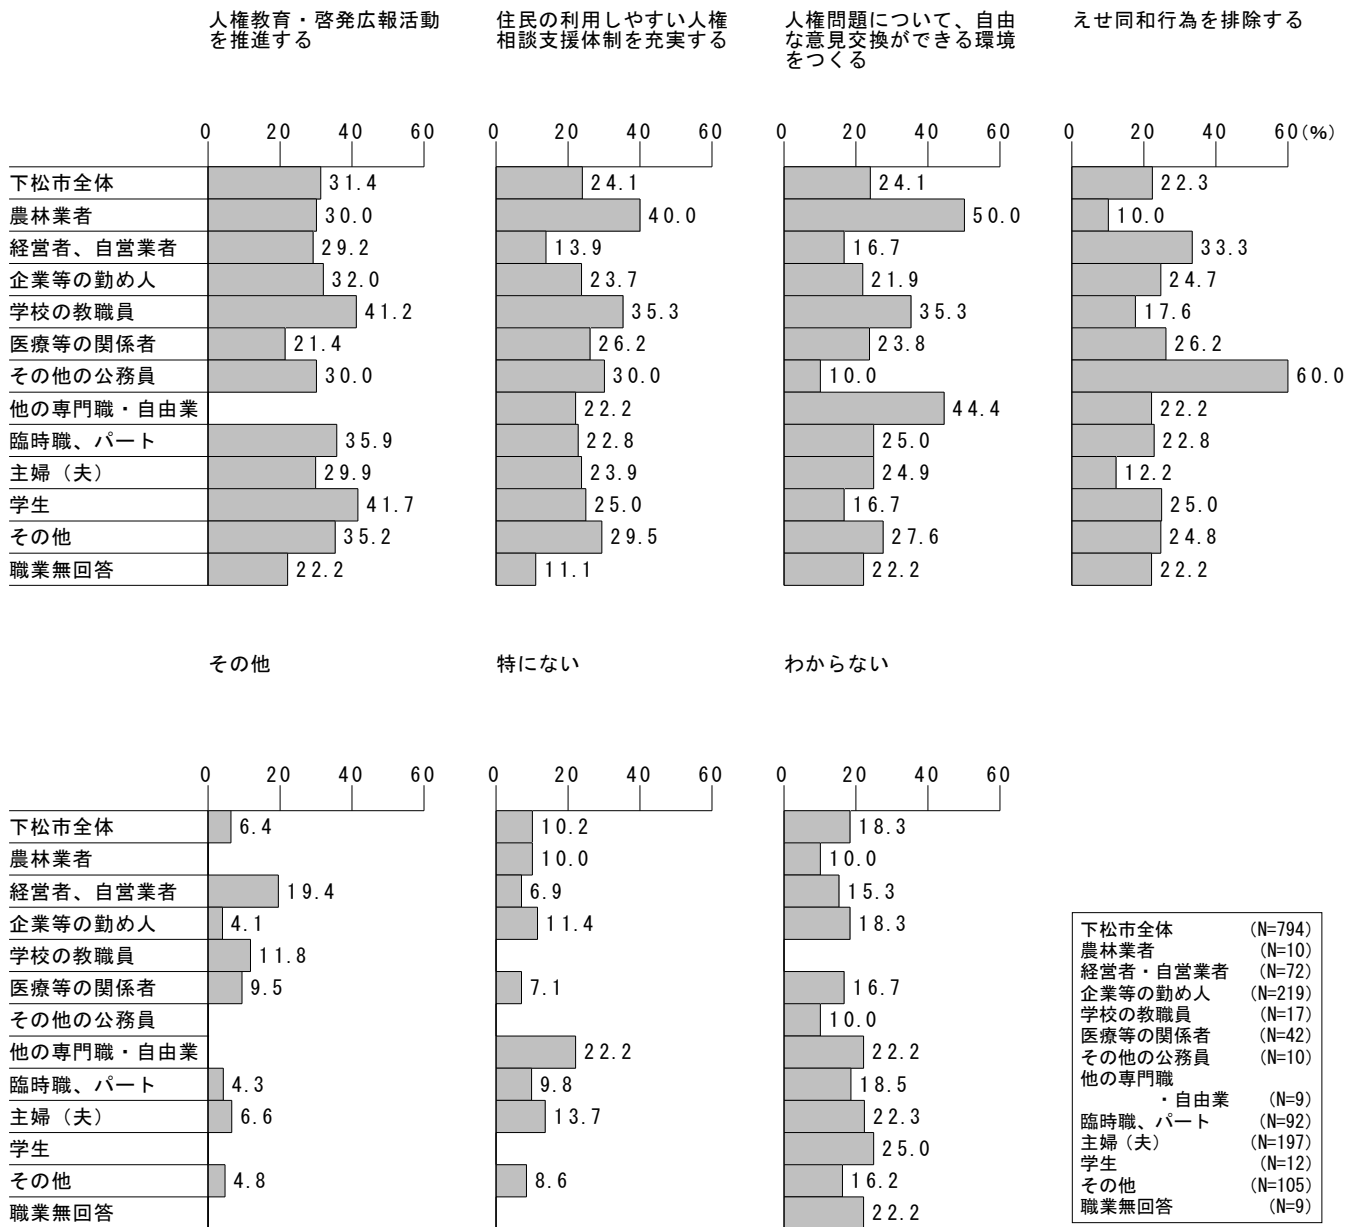 人権教育・啓発広報活動
を推進する
住民の利用しやすい人権
相談支援体制を充実する
人権問題について、自由
な意見交換ができる環境
をつくる
えせ同和行為を排除する
0 20 40 60
0 20 40 60
0 20 40 60
0 20 40 60(%)
下松市全体 31.4 24.1 24.1 22.3
農林業者 30.0 40.0 50.0 10.0
経営者、自営業者 29.2 13.9 16.7 33.3
企業等の勤め人 32.0 23.7 21.9 24.7
学校の教職員 41.2 35.3 35.3 17.6
医療等の関係者 21.4 26.2 23.8 26.2
その他の公務員 30.0 30.0 10.0 60.0
他の専門職・自由業 22.2 44.4 22.2
臨時職、パート 35.9 22.8 25.0 22.8
主婦（夫） 29.9 23.9 24.9 12.2
学生 41.7 25.0 16.7 25.0
その他 35.2 29.5 27.6 24.8
職業無回答 22.2 11.1 22.2 22.2
その他
特にない
わからない
0 20 40 60
0 20 40 60
0 20 40 60
下松市全体 6.4 10.2 18.3
農林業者 10.0 10.0
経営者、自営業者 19.4 6.9 15.3
企業等の勤め人 4.1 11.4 18.3
学校の教職員 11.8
医療等の関係者 9.5 7.1 16.7
その他の公務員 10.0
他の専門職・自由業 22.2 22.2
臨時職、パート 4.3 9.8 18.5
主婦（夫） 6.6 13.7 22.3
学生 25.0
その他 4.8 8.6 16.2
職業無回答 22.2
下松市全体 (N=794)
農林業者 (N=10)
経営者・自営業者 (N=72)
企業等の勤め人 (N=219)
学校の教職員 (N=17)
医療等の関係者 (N=42)
その他の公務員 (N=10)
他の専門職
・自由業 (N=9)
臨時職、パート (N=92)
主婦（夫） (N=197)
学生 (N=12)
その他 (N=105)
職業無回答 (N=9)